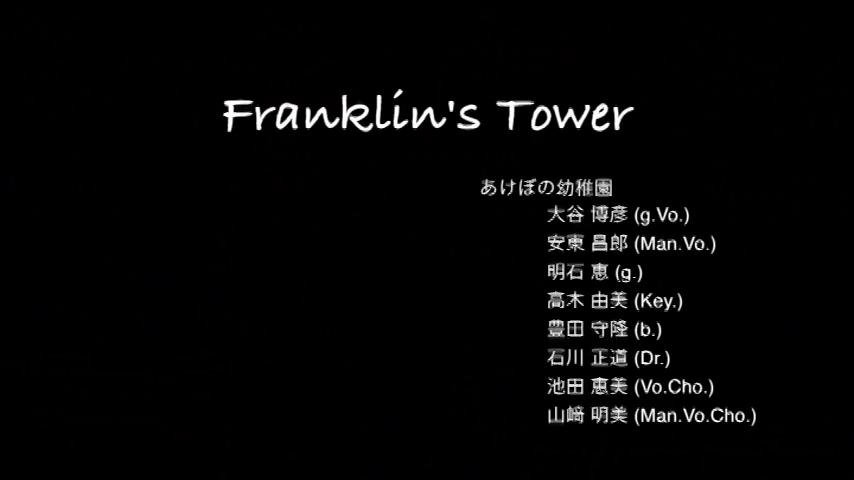 Franklin's Tower
あけぼの幼稚園
大谷 博彦 (g.Vo.)
安東 昌郎 (Man.Vo.)
明石 恵 (g.)
高木 由美 (Key.)
豊田 守隆 (b.)
石川 正道 (Dr.)
池田 惠美 (Vo.Cho.)
山﨑 明美 (Man.Vo.Cho.)